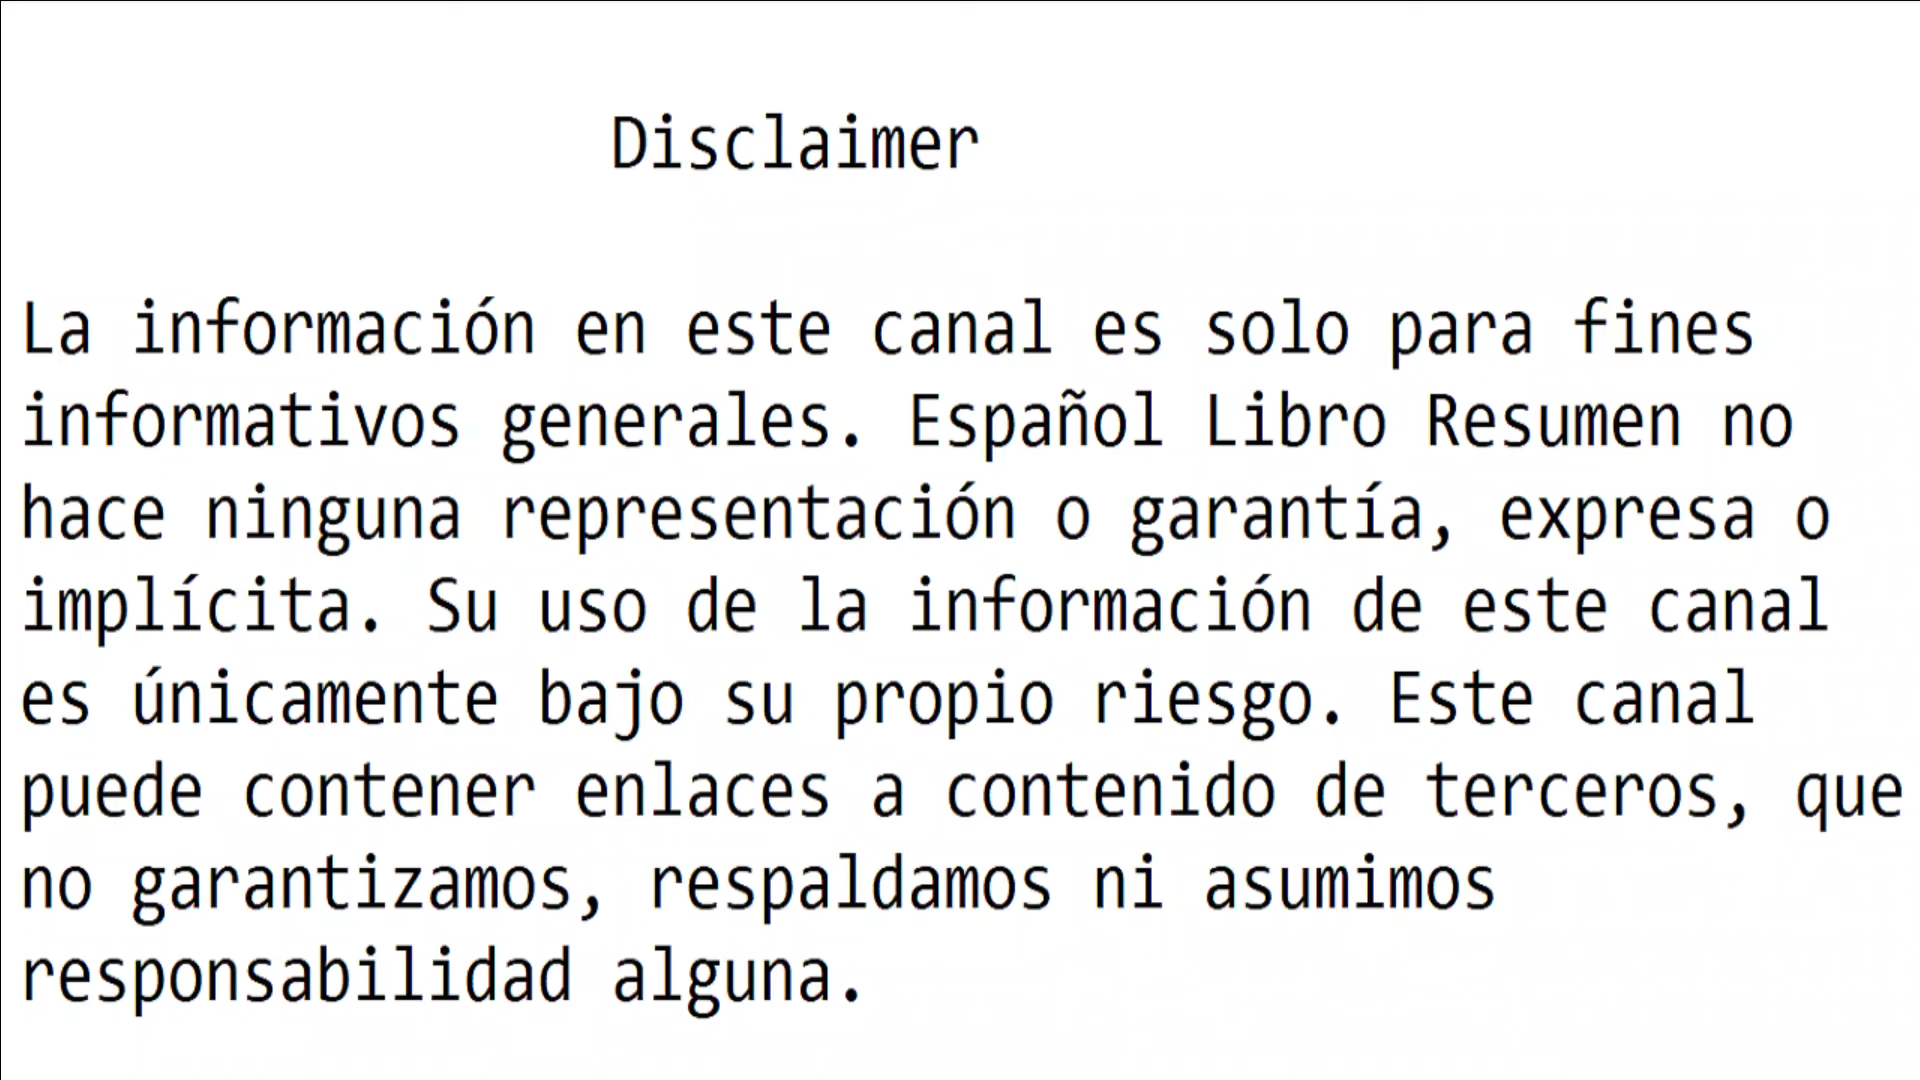 Disclaimer
La información en este canal es solo para fines
informativos generales. Español Libro Resumen no
hace ninguna representación o garantía, expresa o
implícita. Su uso de la información de este canal
es únicamente bajo su propio riesgo. Este canal
puede contener enlaces a contenido de terceros, que
no garantizamos, respaldamos ni asumimos
responsabilidad alguna.